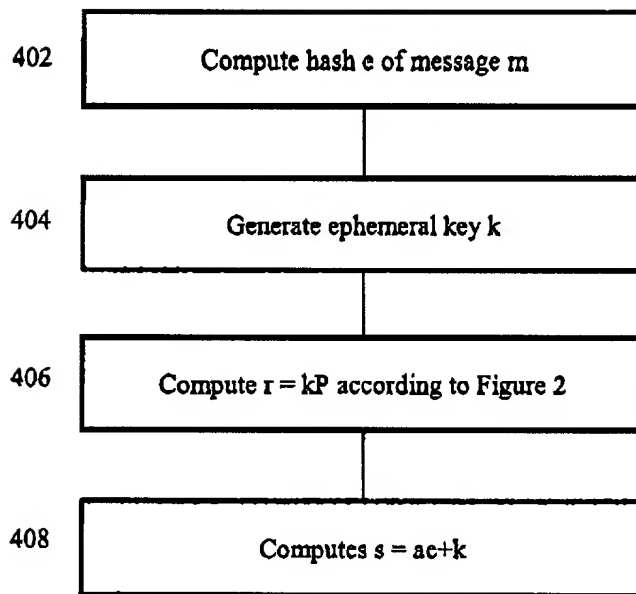 402 Compute hash e of message m
404 Generate ephemeral key k
406 Compute r = kP according to Figure 2
408 Computes s = ae+k